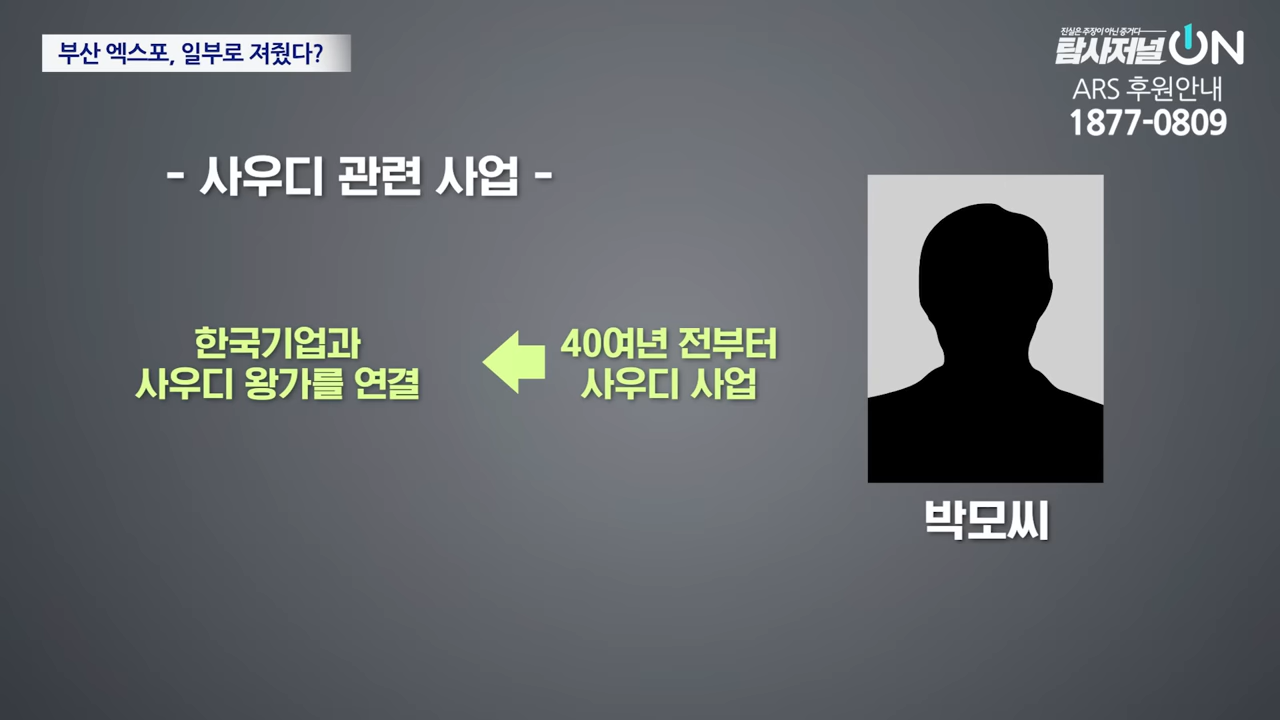 부산 엑스포, 일부로 져줬다?
진실은 주장이 아닌 증거다
탐사저널 ON
ARS 후원안내
1877-0809
- 사우디 관련 사업 -
한국기업과
사우디 왕가를 연결
40여년 전부터
사우디 사업
박모씨